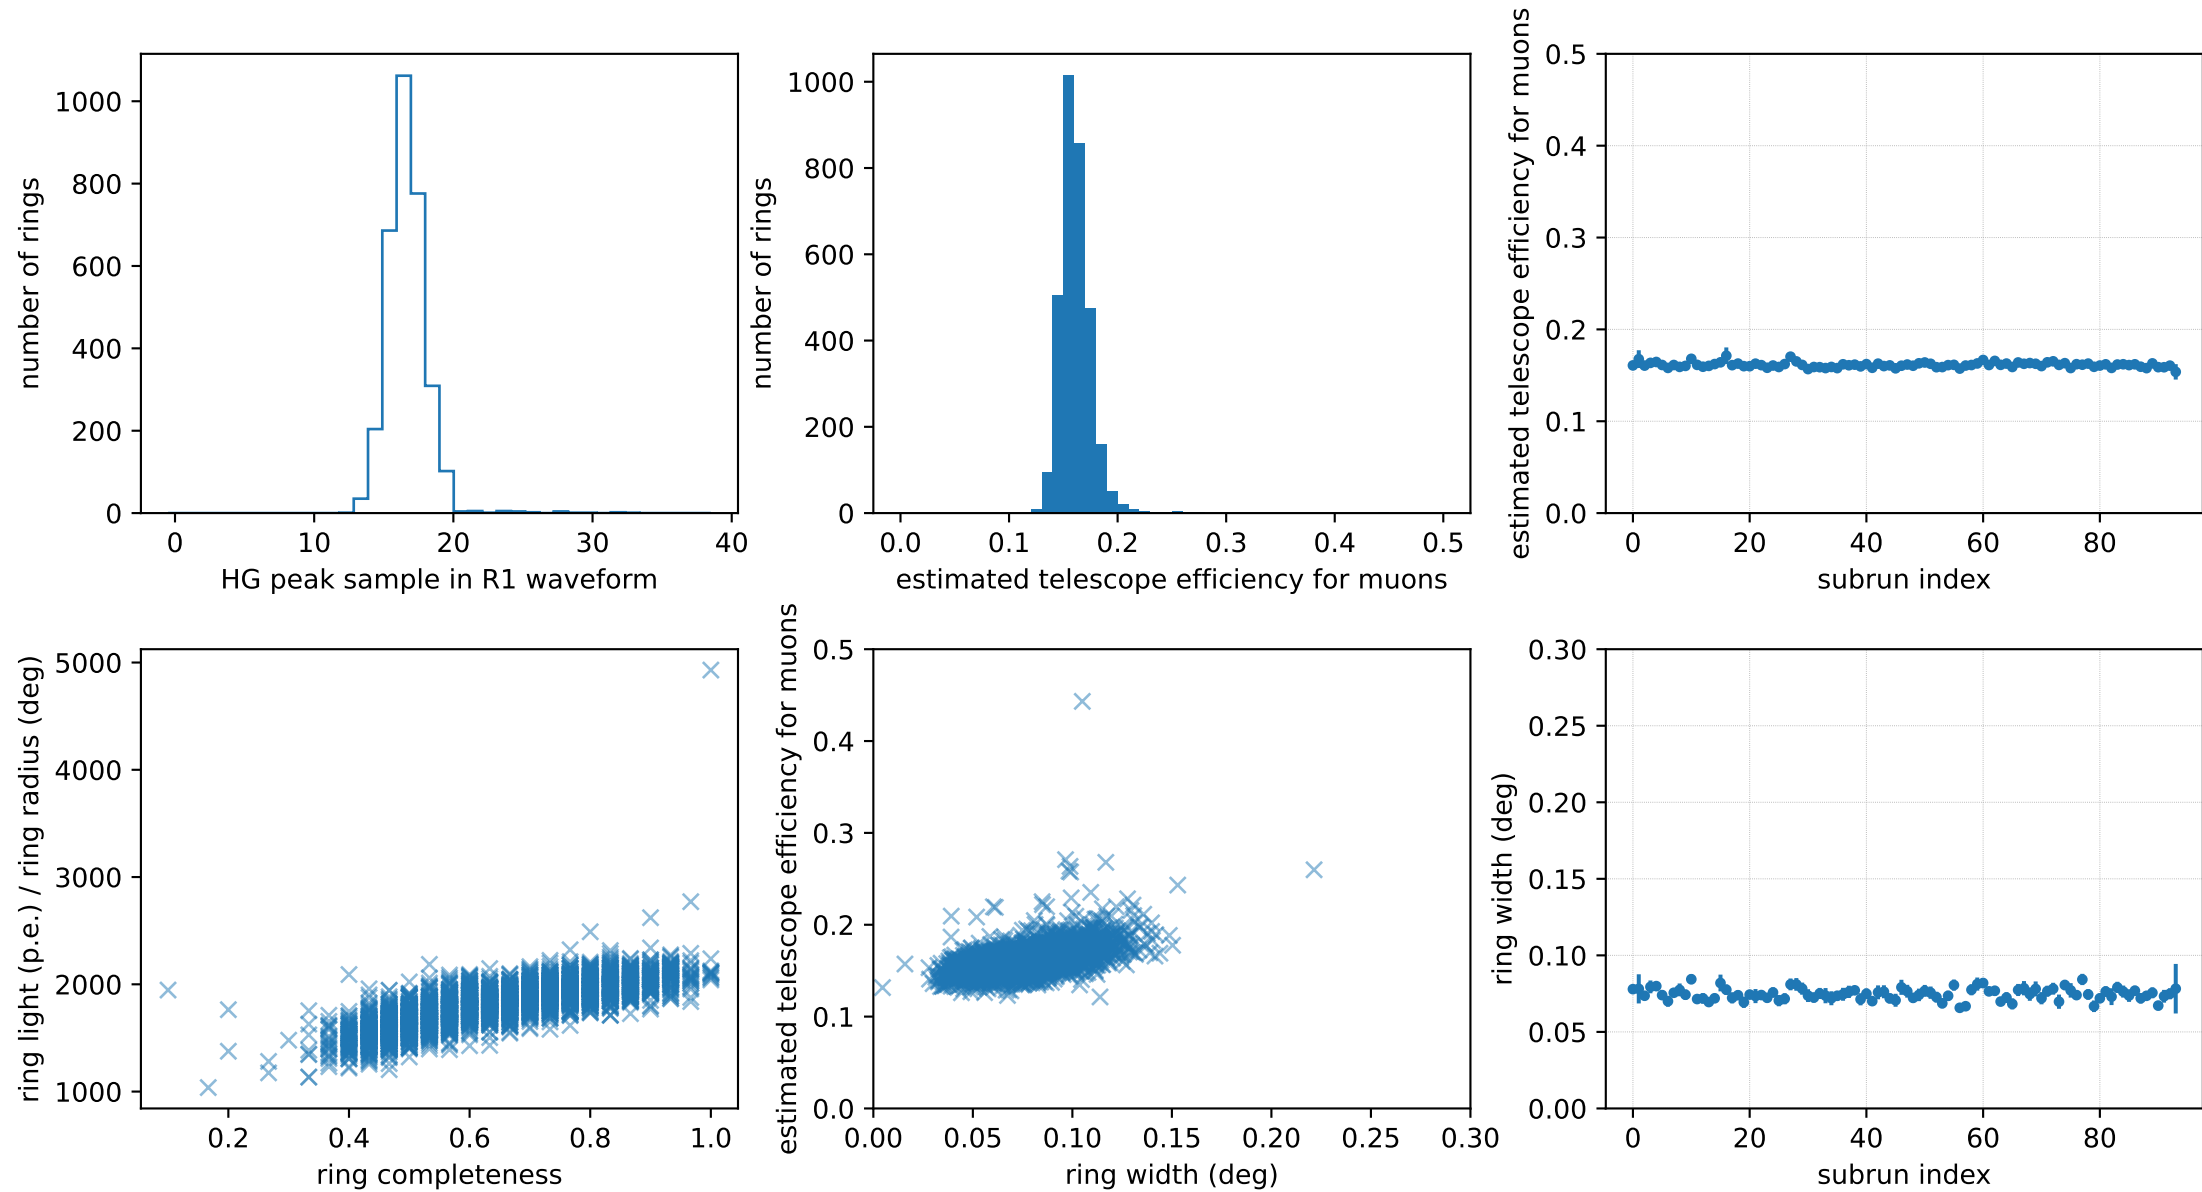 number of rings
1000
800
600
400
200
0
0 10 20 30 40
HG peak sample in R1 waveform
number of rings
1000
800
600
400
200
0
0.0 0.1 0.2 0.3 0.4 0.5
estimated telescope efficiency for muons
estimated telescope efficiency for muons
0.5
0.4
0.3
0.2
0.1
0.0
0 20 40 60 80
subrun index
ring light (p.e.) / ring radius (deg)
5000
4000
3000
2000
1000
0.2 0.4 0.6 0.8 1.0
ring completeness
estimated telescope efficiency for muons
0.5
0.4
0.3
0.2
0.1
0.0
0.00 0.05 0.10 0.15 0.20 0.25 0.30
ring width (deg)
ring width (deg)
0.30
0.25
0.20
0.15
0.10
0.05
0.00
0 20 40 60 80
subrun index